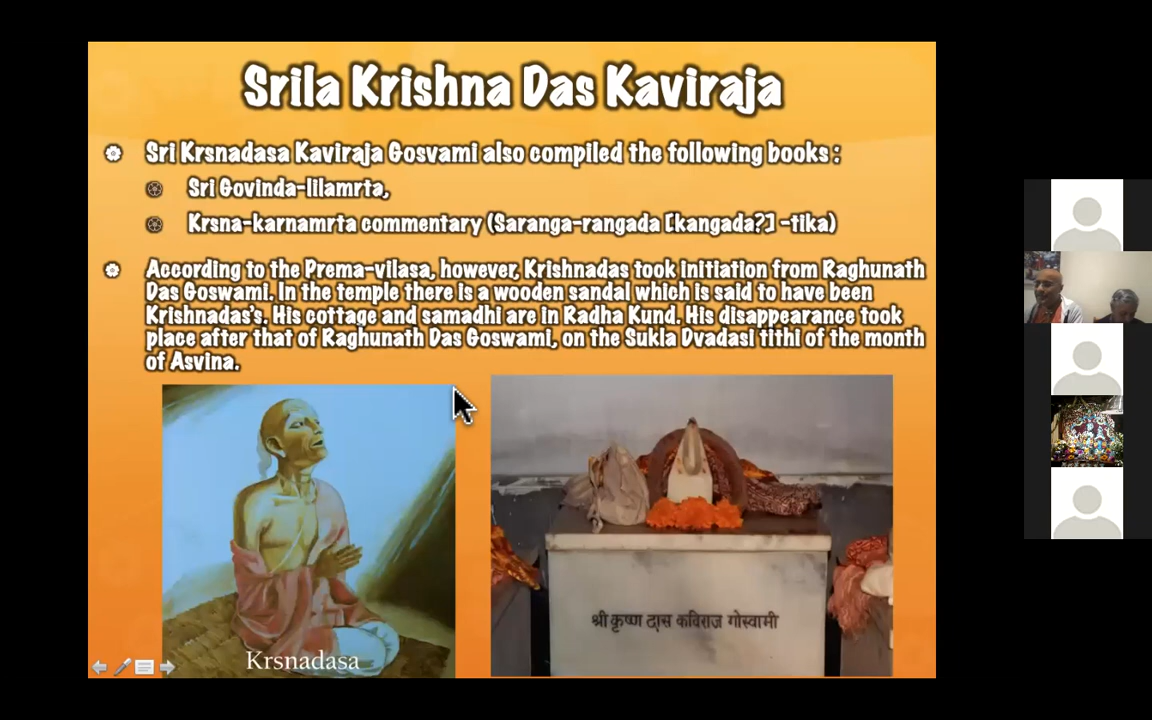 Srila Krishna Das Kaviraja
Sri Krsnadasa Kaviraja Gosvami also compiled the following books :
Sri Govinda-lilamrta,
Krsna-karnamrta commentary (Saranga-rangada [kangada?] -tika)
According to the Prema-vilasa, however, Krishnadas took initiation from Raghunath
Das Goswami. In the temple there is a wooden sandal which is said to have been
Krishnadas's. His cottage and samadhi are in Radha Kund. His disappearance took
place after that of Raghunath Das Goswami, on the Sukla Dvadasi tithi of the month
of Asvina.
Krsnadasa
श्री कृष्ण दास कविराज गोस्वामी